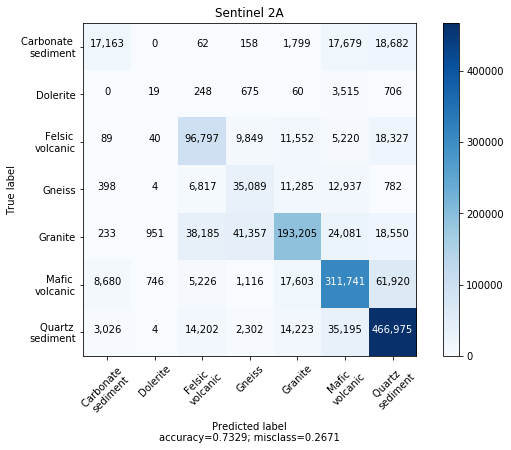 Sentinel 2A
Carbonate
sediment
17,163 0 62 158 1,799 17,679 18,682
Dolerite 0 19 248 675 60 3,515 706
Felsic
volcanic
89 40 96,797 9,849 11,552 5,220 18,327
Gneiss 398 4 6,817 35,089 11,285 12,937 782
Granite 233 951 38,185 41,357 193,205 24,081 18,550
Mafic
volcanic
8,680 746 5,226 1,116 17,603 311,741 61,920
Quartz
sediment
3,026 4 14,202 2,302 14,223 35,195 466,975
True label
Carbonate
sediment
Dolerite
Felsic
volcanic
Gneiss
Granite
Mafic
volcanic
Quartz
sediment
Predicted label
accuracy=0.7329; misclass=0.2671
400000
300000
200000
100000
0